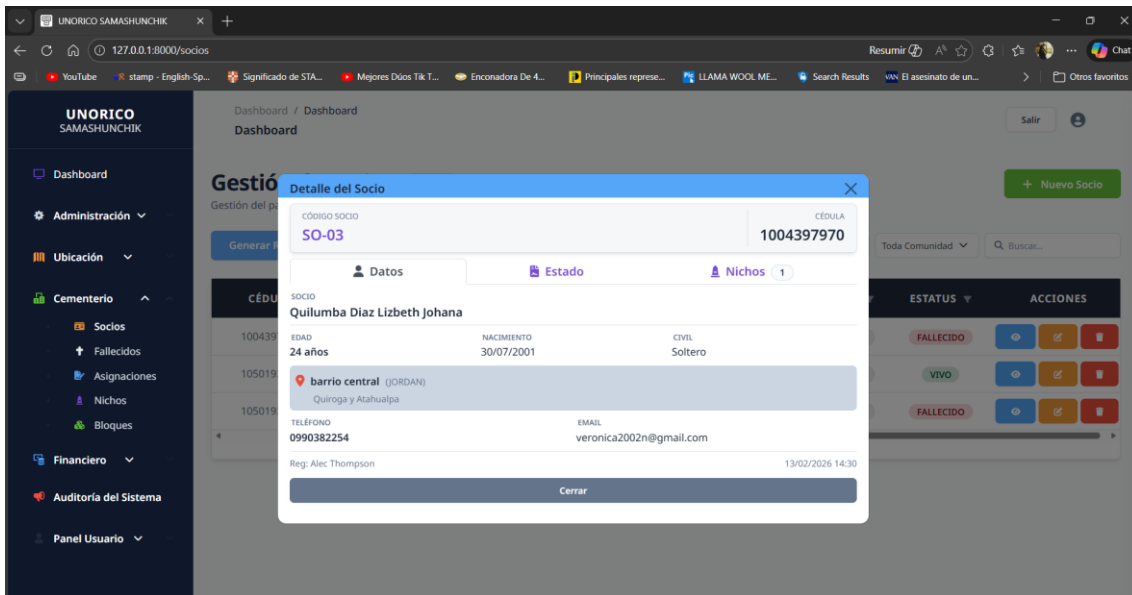 UNORICO SAMASHUNCHIK
127.0.0.1:8000/socios
Resumir
Chat
YouTube
stamp - English-Sp...
Significado de STA...
Mejores Dúos Tik T...
Enconadora De 4...
Principales represe...
LLAMA WOOL ME...
Search Results
VAN El asesinato de un...
Otros favoritos
UNORICO
SAMASHUNCHIK
Dashboard / Dashboard
Dashboard
Salir
Dashboard
Administración
Ubicación
Cementerio
Socios
Fallecidos
Asignaciones
Nichos
Bloques
Financiero
Auditoría del Sistema
Panel Usuario
Gestió
Gestión del pa
+ Nuevo Socio
Generar R
Toda Comunidad
Buscar...
CÉDU
ESTATUS
ACCIONES
100439
FALLECIDO
105019
VIVO
105019
FALLECIDO
Detalle del Socio
CÓDIGO SOCIO
CÉDULA
SO-03
1004397970
Datos
Estado
Nichos 1
SOCIO
Quilumba Diaz Lizbeth Johana
EDAD
NACIMIENTO
CIVIL
24 años
30/07/2001
Soltero
barrio central (JORDAN)
Quiroga y Atahualpa
TELÉFONO
EMAIL
0990382254
veronica2002n@gmail.com
Reg: Alec Thompson
13/02/2026 14:30
Cerrar